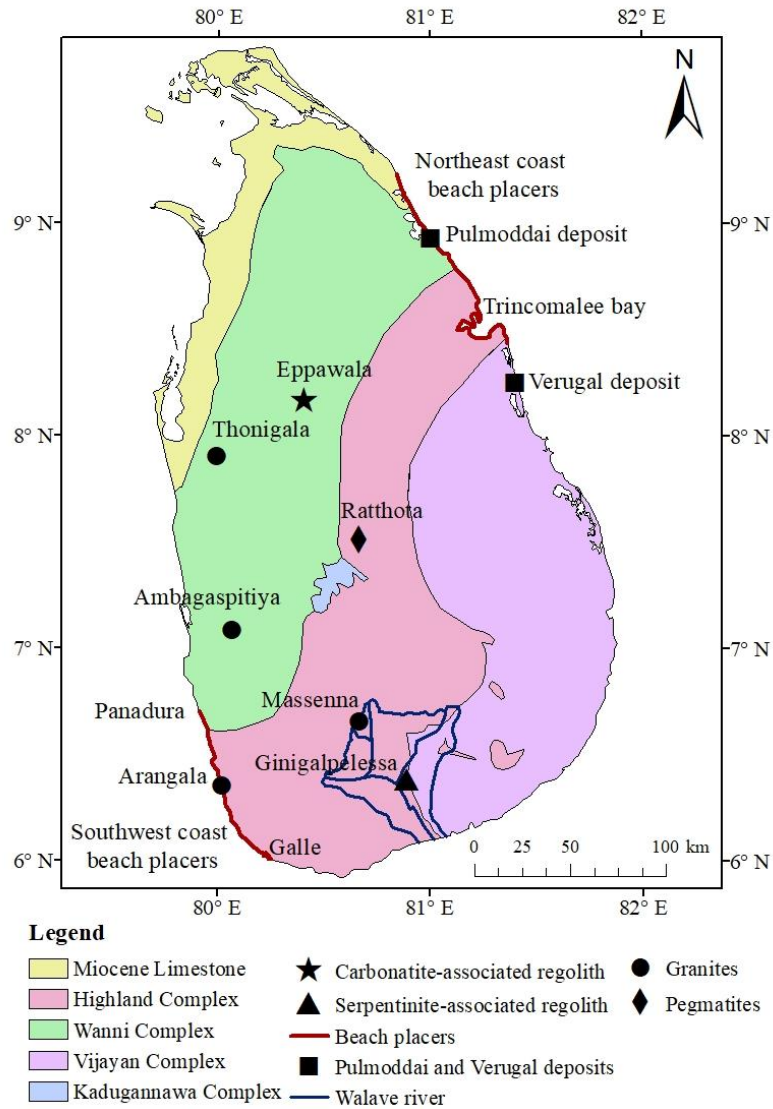 80° E 81° E 82° E
N
Northeast coast
beach placers
9° N 9° N
Pulmoddai deposit
Trincomalee bay
Eppawala
Verugal deposit
8° N 8° N
Thonigala
Ratthota
Ambagaspitiya
7° N 7° N
Massenna
Panadura
Ginigalpelessa
Arangala
Southwest coast
beach placers
Galle
0 25 50 100 km
6° N 6° N
80° E 81° E 82° E
Legend
Miocene Limestone
Highland Complex
Wanni Complex
Vijayan Complex
Kadugannawa Complex
Carbonatite-associated regolith
Serpentinite-associated regolith
Beach placers
Pulmoddai and Verugal deposits
Walave river
Granites
Pegmatites